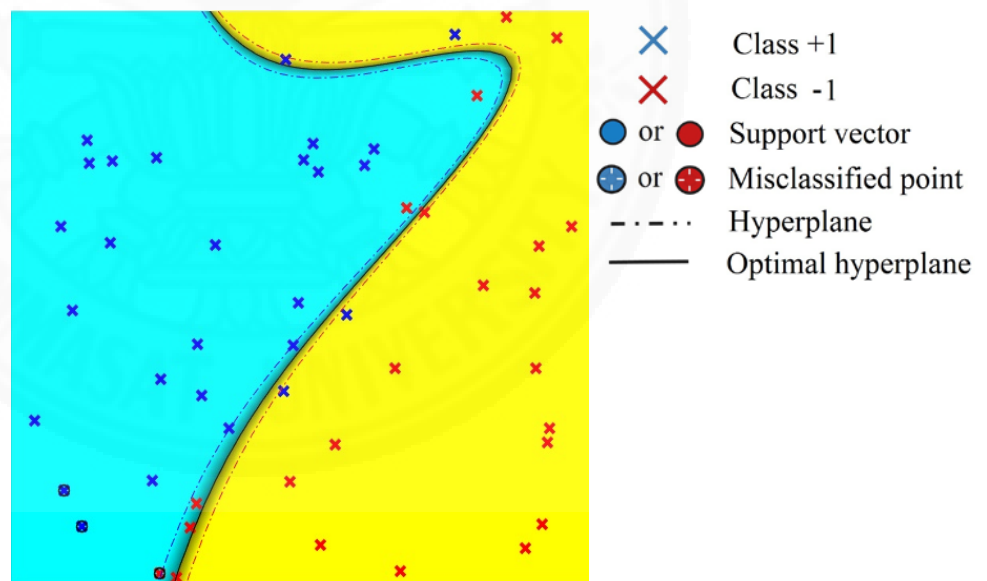 Class +1
Class -1
or Support vector
or Misclassified point
Hyperplane
Optimal hyperplane